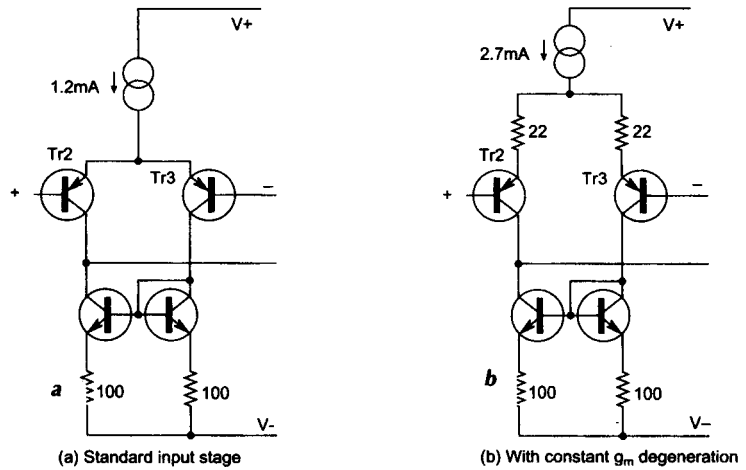 V+
1.2mA
Tr2
Tr3
+
−
100
100
a
V-
(a) Standard input stage
V+
2.7mA
22
22
Tr2
Tr3
+
−
100
100
b
V−
(b) With constant gm degeneration